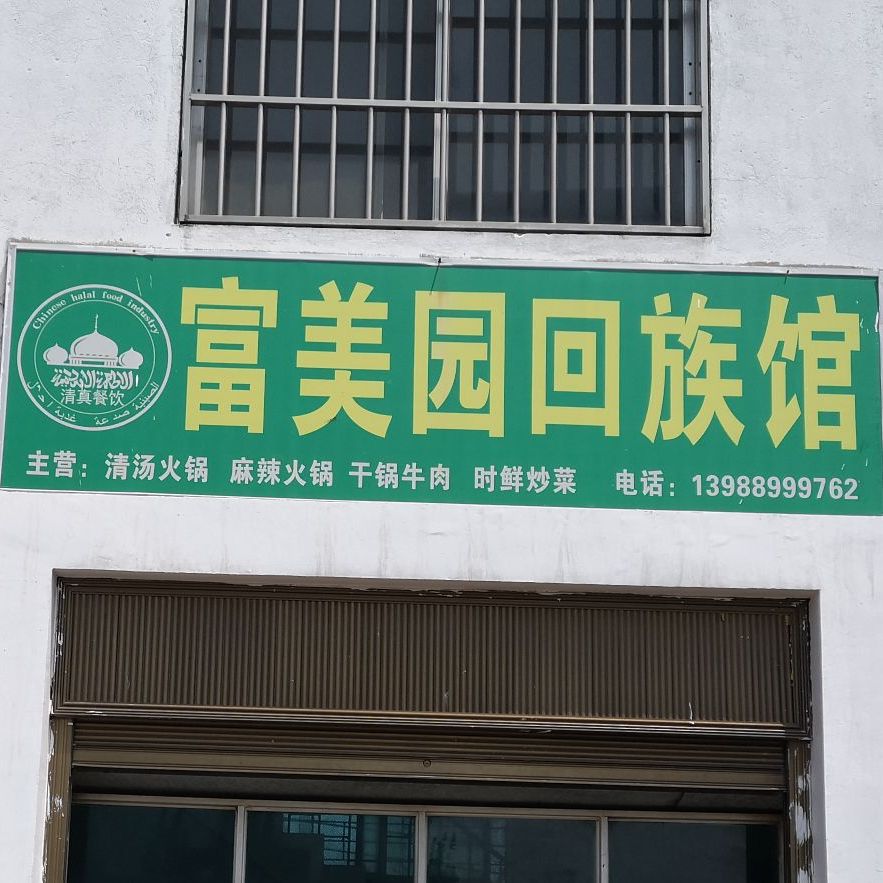 Chinese halal food industry
清真餐饮
富美园回族馆
主营：清汤火锅 麻辣火锅 干锅牛肉 时鲜炒菜 电话：13988999762